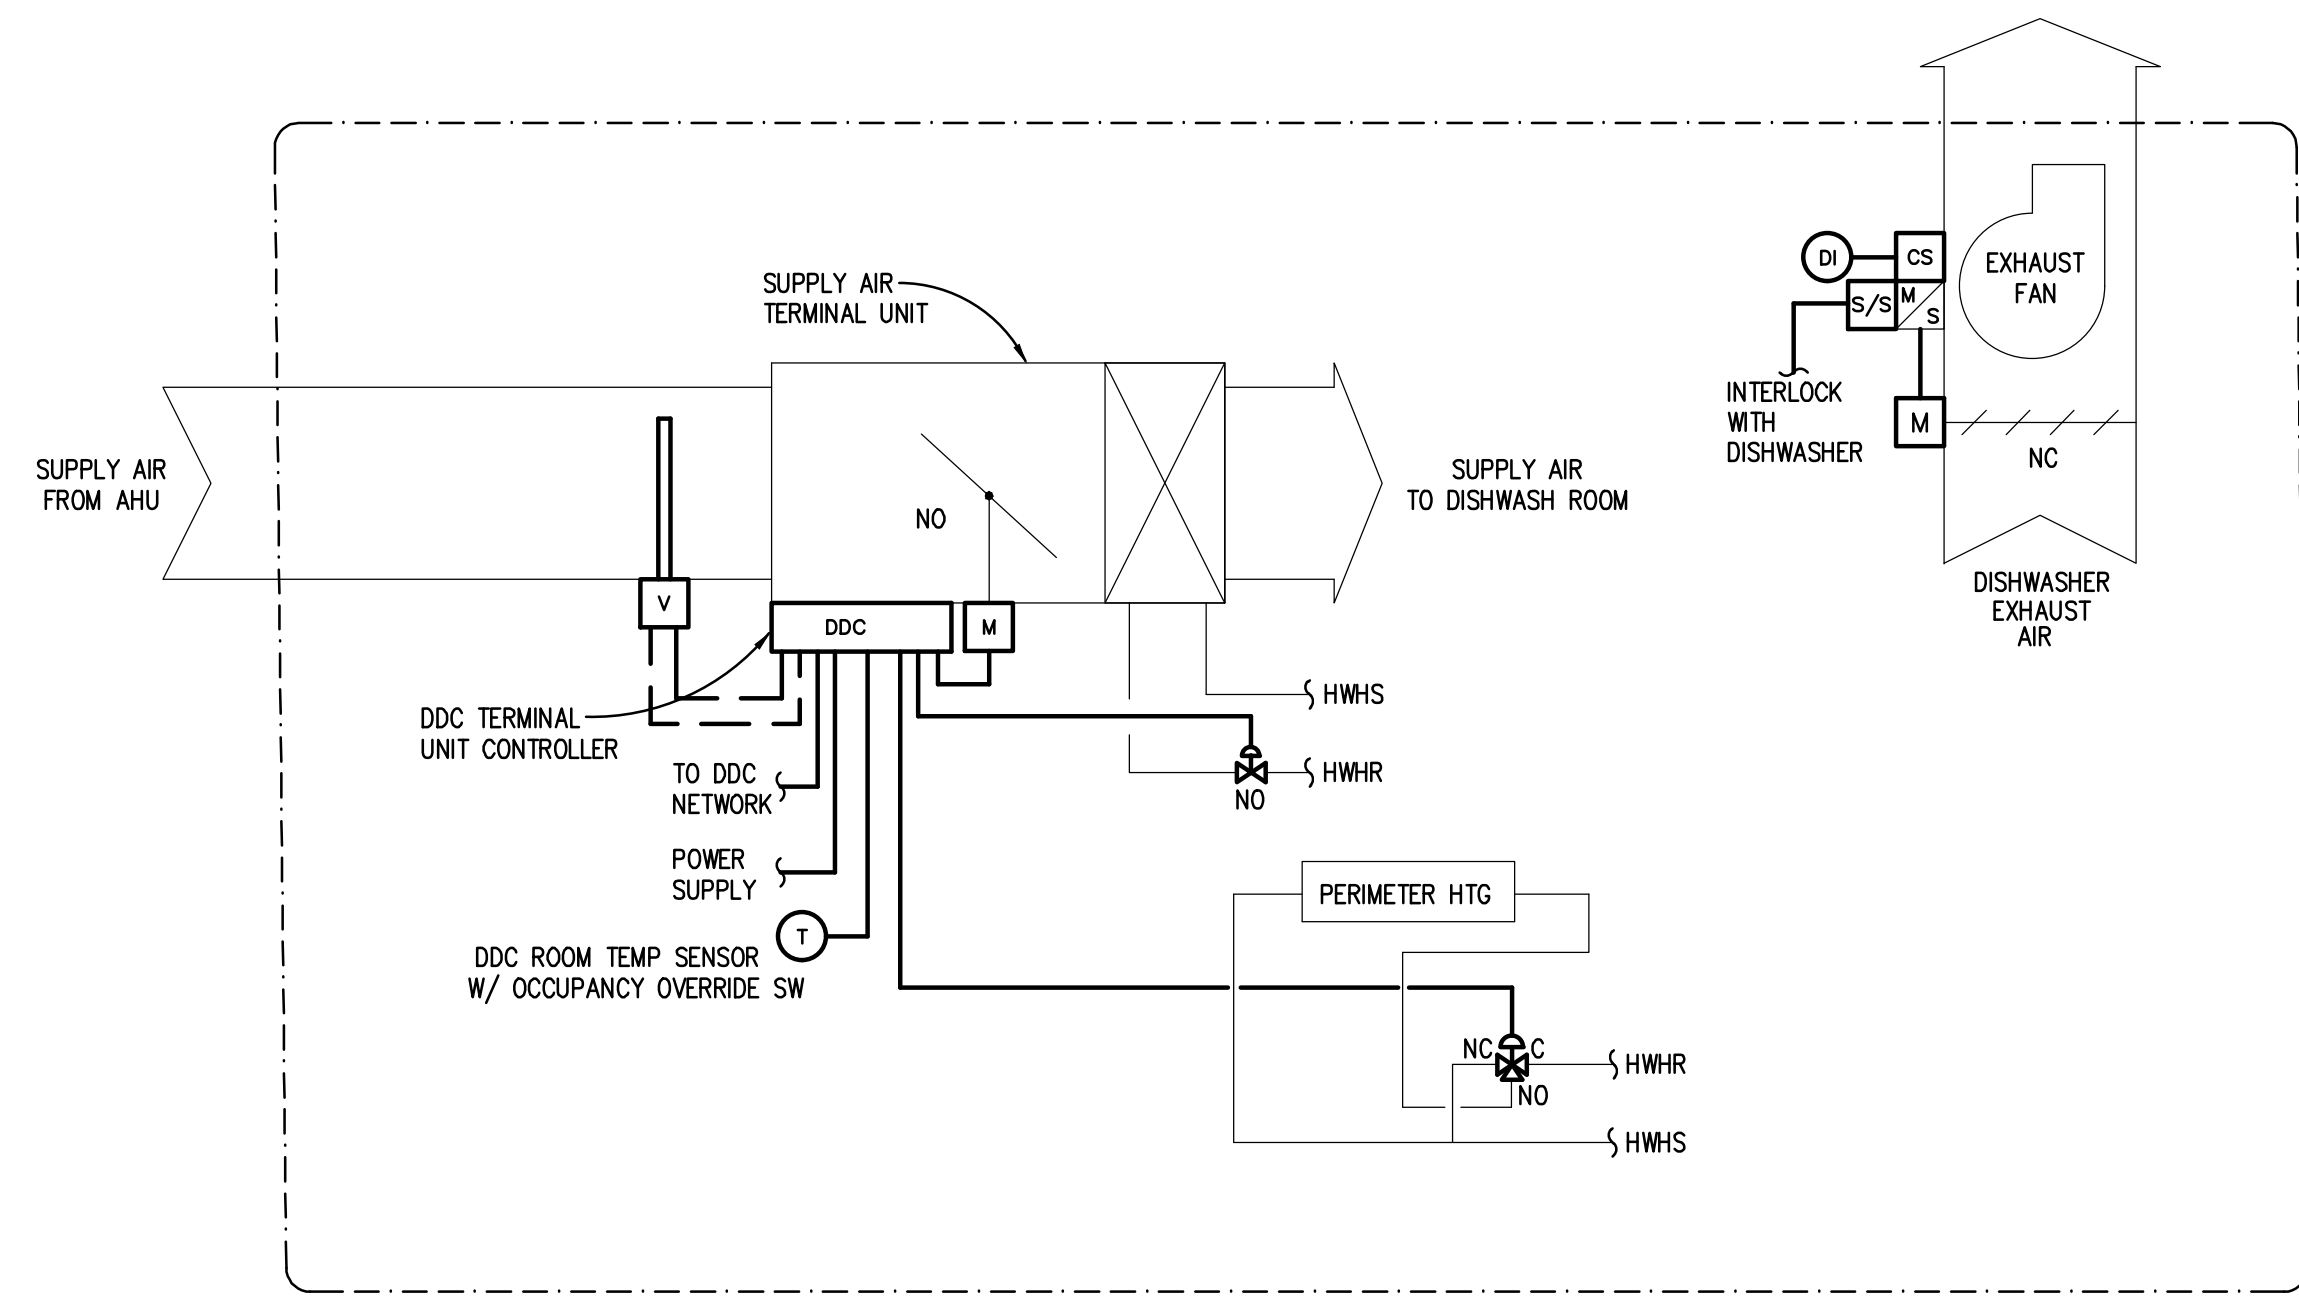 SUPPLY AIR
TERMINAL UNIT
DI
CS
S/S
M
S
EXHAUST
FAN
INTERLOCK
WITH
DISHWASHER
M
NC
DISHWASHER
EXHAUST
AIR
SUPPLY AIR
FROM AHU
NO
SUPPLY AIR
TO DISHWASH ROOM
V
DDC
M
DDC TERMINAL
UNIT CONTROLLER
HWHS
HWHR
NO
TO DDC
NETWORK
POWER
SUPPLY
T
DDC ROOM TEMP SENSOR
W/ OCCUPANCY OVERRIDE SW
PERIMETER HTG
NC
C
NO
HWHR
HWHS